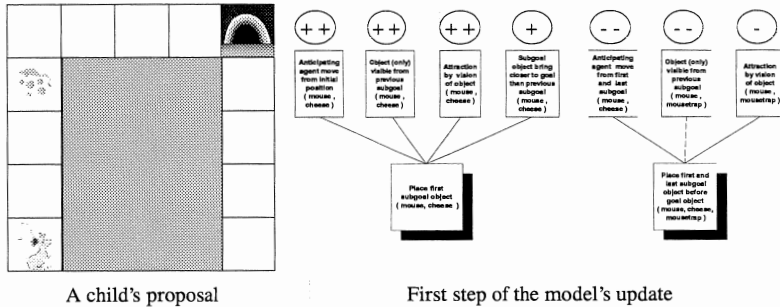 + +
+ +
+ +
+
- -
- -
-
Anticipating
agent move
from initial
position
( mouse ,
cheese )
Object (only)
visible from
previous
subgoal
( mouse ,
cheese )
Attraction
by vision
of object
( mouse ,
cheese )
Subgoal
object bring
closer to goal
then previous
subgoal
( mouse ,
cheese )
Anticipating
agent move
from first
and last
subgoal
( mouse ,
cheese )
Object (only)
visible from
previous
subgoal
( mouse,
mousetrap )
Attraction
by vision
of object
( mouse ,
mousetrap )
Place first
subgoal object
( mouse, cheese )
Place first and
last subgoal
object before
goal object
( mouse, cheese,
mousetrap )
A child's proposal
First step of the model's update